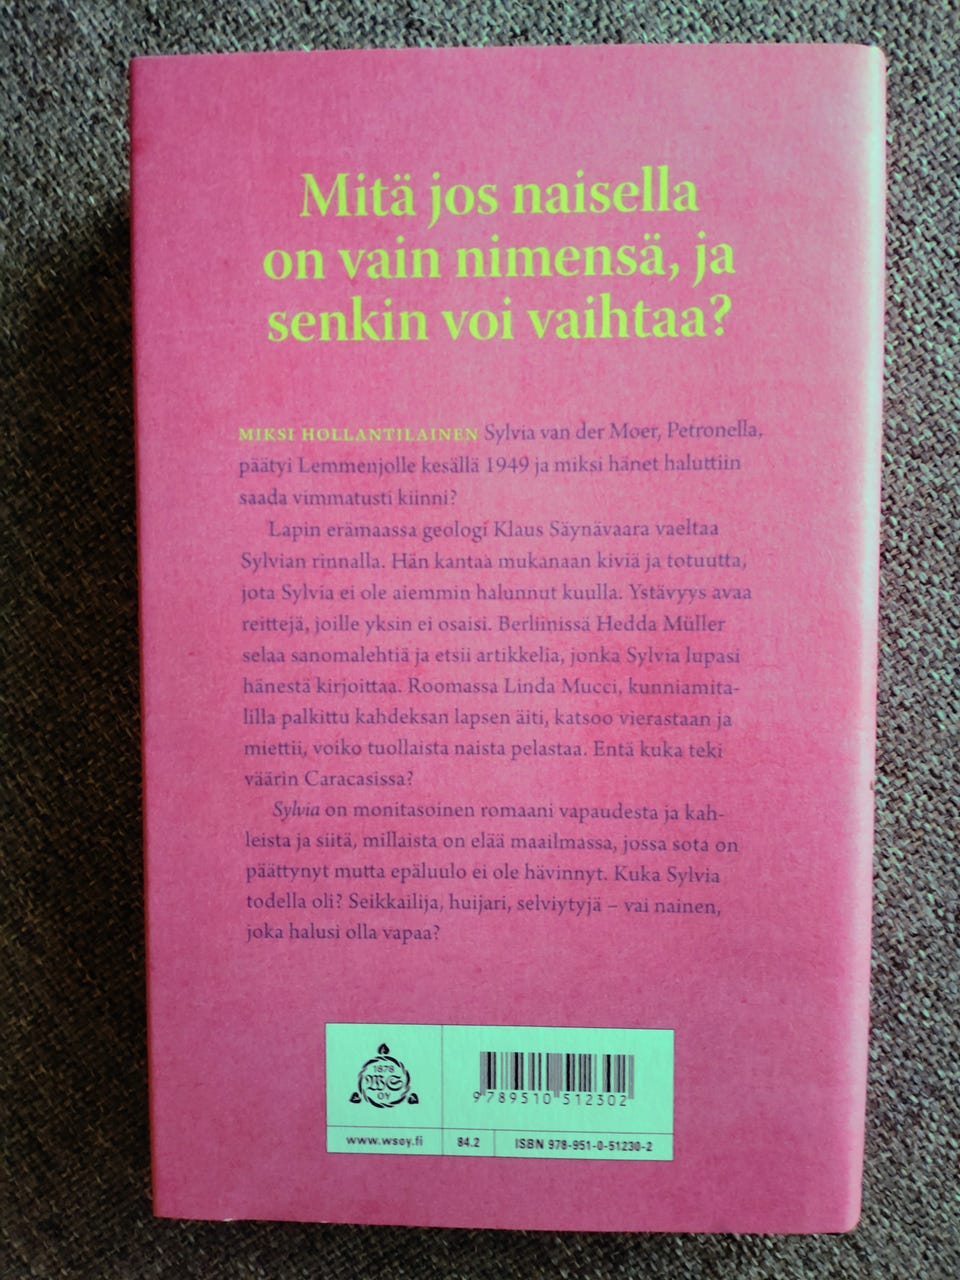 Mitä jos naisella
on vain nimensä, ja
senkin voi vaihtaa?
MIKSI HOLLANTILAINEN Sylvia van der Moer, Petronella,
päätyi Lemmenjolle kesällä 1949 ja miksi hänet haluttiin
saada vimmatusti kiinni?
Lapin erämaassa geologi Klaus Säynävaara vaeltaa
Sylvian rinnalla. Hän kantaa mukanaan kiviä ja totuutta,
jota Sylvia ei ole aiemmin halunnut kuulla. Ystävyys avaa
reittejä, joille yksin ei osaisi. Berliinissä Hedda Müller
selaa sanomalehtiä ja etsii artikkelia, jonka Sylvia lupasi
hänestä kirjoittaa. Roomassa Linda Mucci, kunniamita-
lilla palkittu kahdeksan lapsen äiti, katsoo vierastaan ja
miettii, voiko tuollaista naista pelastaa. Entä kuka teki
väärin Caracasissa?
Sylvia on monitasoinen romaani vapaudesta ja kah-
leista ja siitä, millaista on elää maailmassa, jossa sota on
päättynyt mutta epäluulo ei ole hävinnyt. Kuka Sylvia
todella oli? Seikkailija, huijari, selviytyjä – vai nainen,
joka halusi olla vapaa?
1878
WS
OY
9 789510 512302
www.wsoy.fi
84.2
ISBN 978-951-0-51230-2